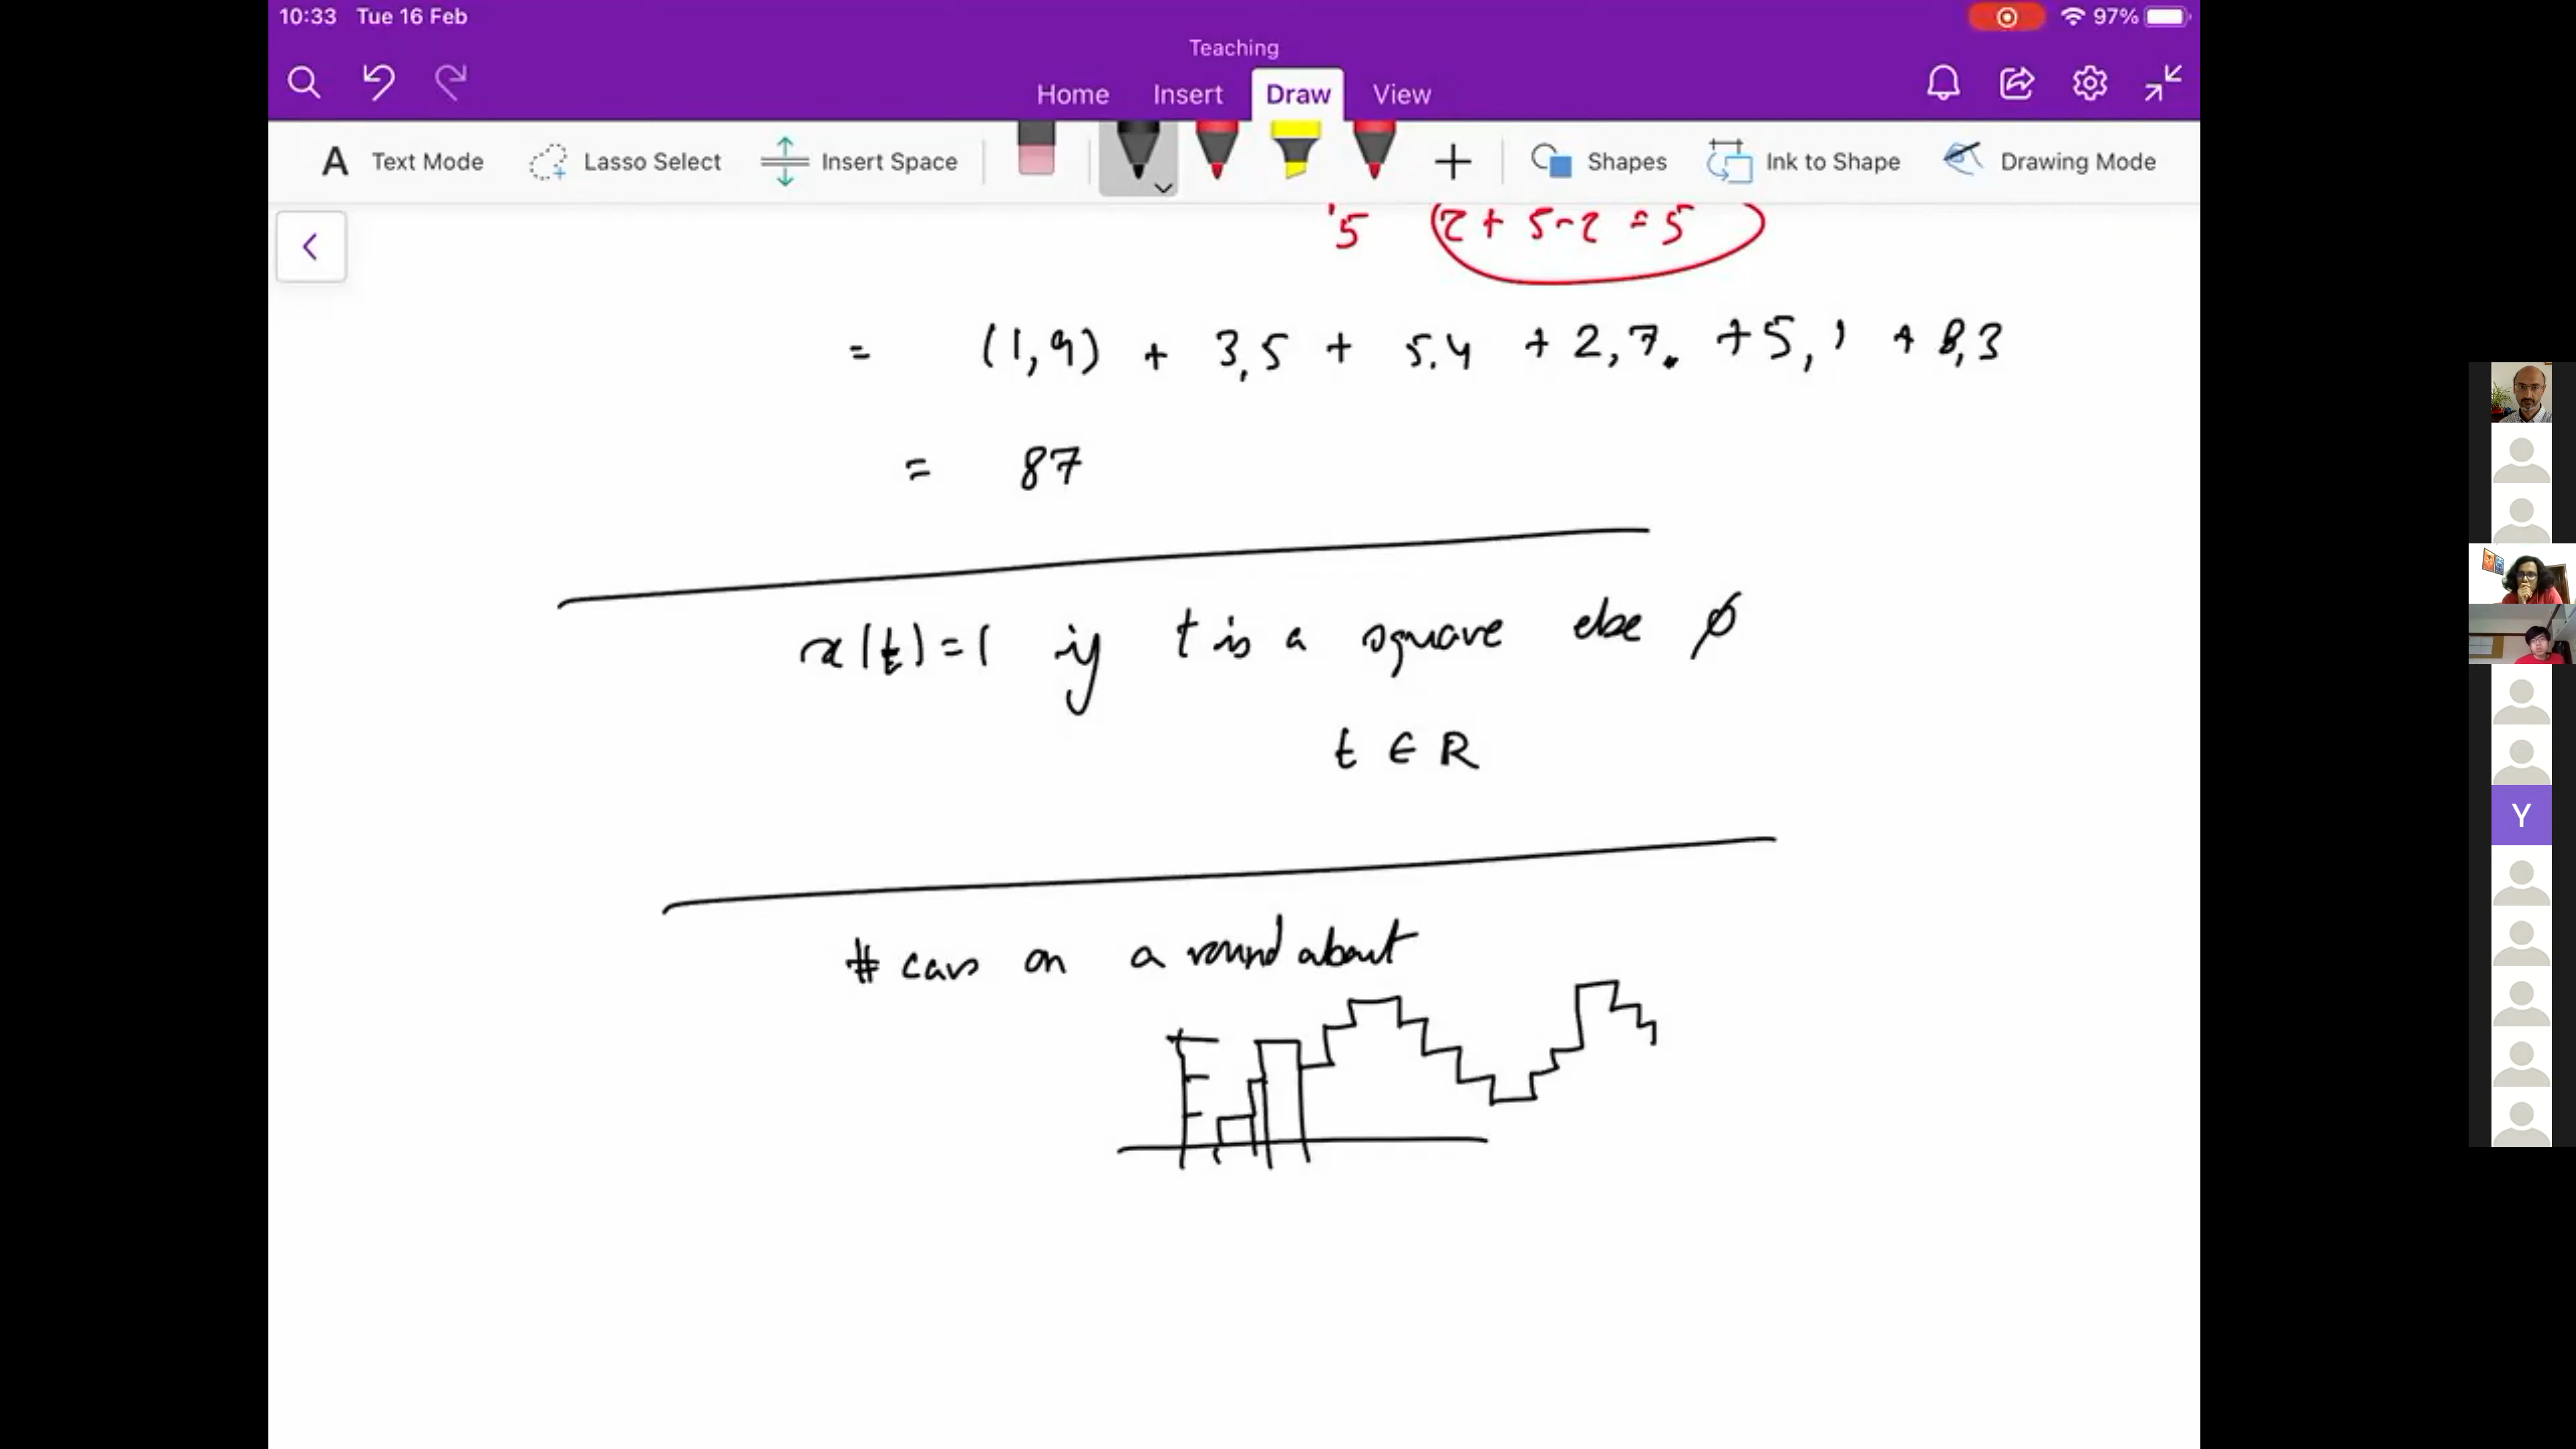 10:33 Tue 16 Feb
97%
Teaching
Home Insert Draw View
A Text Mode Lasso Select Insert Space Shapes Ink to Shape Drawing Mode
'5 (2 + 5-2 = 5)
= (1,9) + 3,5 + 5.4 + 2,7. +5,1 + 8,3
= 87
x(t)=1 if t is a square else ø
t ∈ R
# cars on a roundabout
Y